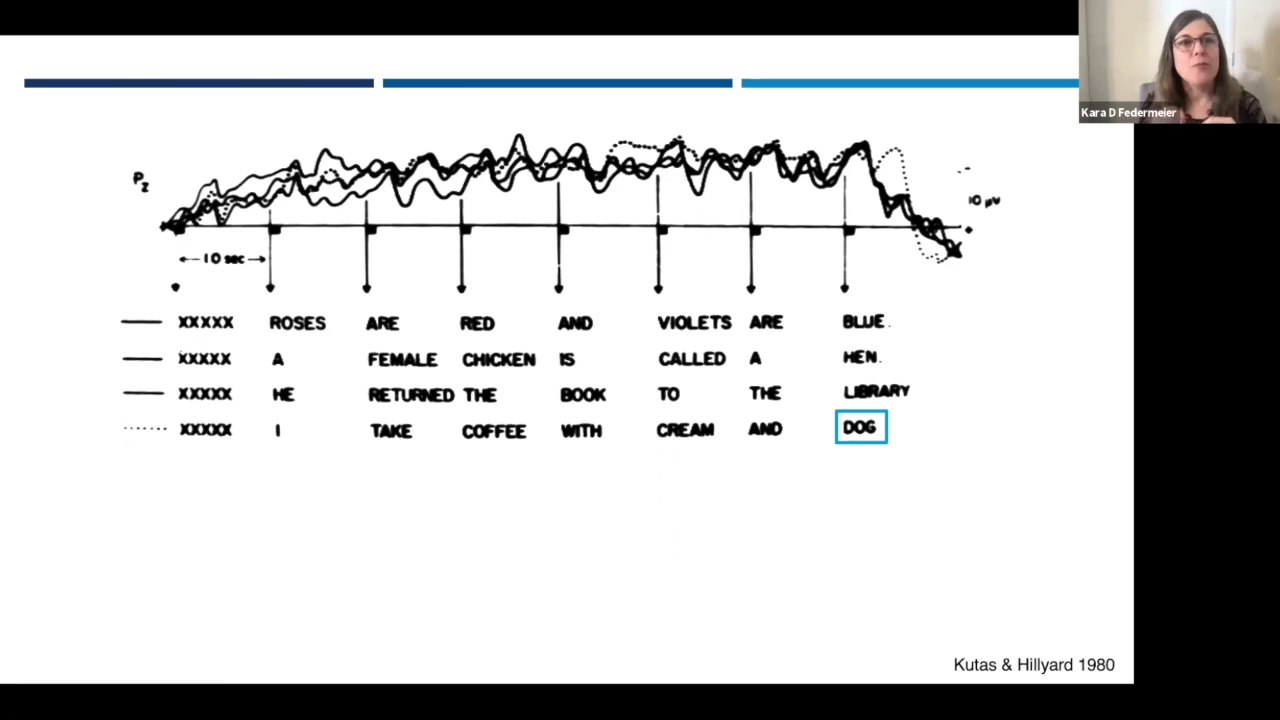 Kara D Federmeier
Pz
10 μv
←1.0 sec→
XXXXX ROSES ARE RED AND VIOLETS ARE BLUE.
XXXXX A FEMALE CHICKEN IS CALLED A HEN.
XXXXX HE RETURNED THE BOOK TO THE LIBRARY
XXXXX I TAKE COFFEE WITH CREAM AND DOG
Kutas & Hillyard 1980